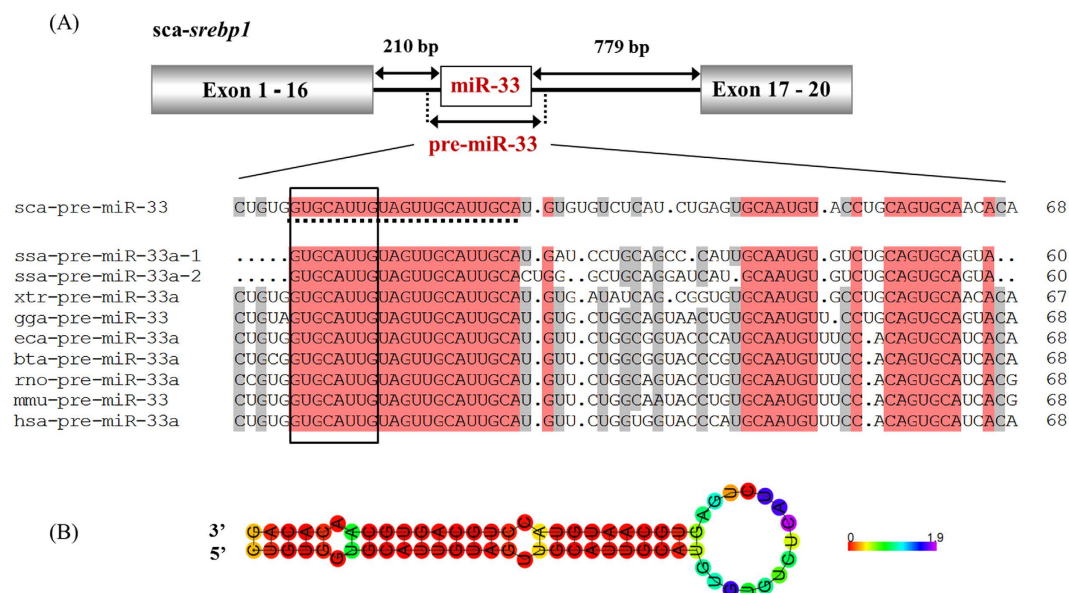 (A)
sca-srebp1
210 bp
779 bp
Exon 1 - 16
miR-33
Exon 17 - 20
pre-miR-33
sca-pre-miR-33 CUGUGGUGCAUUGUAGUUGCAUUGCAU.GUGUGUCUCAU.CUGAGUGCAAUGU.ACCUGCAGUGCAACACA 68
ssa-pre-miR-33a-1 .....GUGCAUUGUAGUUGCAUUGCAU.GAU.CCUGCAGCC.CAUUGCAAUGU.GUCUGCAGUGCAGUA.. 60
ssa-pre-miR-33a-2 .....GUGCAUUGUAGUUGCAUUGCACUGG..GCUGCAGGAUCAU.GCAAUGU.GUCUGCAGUGCAGUA.. 60
xtr-pre-miR-33a CUGUGGUGCAUUGUAGUUGCAUUGCAU.GUG.AUAUCAG.CGGUGUGCAAUGU.GCCUGCAGUGCAACACA 67
gga-pre-miR-33 CUGUAGUGCAUUGUAGUUGCAUUGCAU.GUG.CUGGCAGUAACUGUGCAAUGUU.CCUGCAGUGCAGUACA 68
eca-pre-miR-33a CUGUGGUGCAUUGUAGUUGCAUUGCAU.GUU.CUGGCGGUACCCAUGCAAUGUUUCC.ACAGUGCAUCACA 68
bta-pre-miR-33a CUGCGGUGCAUUGUAGUUGCAUUGCAU.GUU.CUGGCGGUACCCGUGCAAUGUUUCC.ACAGUGCAUCACA 68
rno-pre-miR-33a CCGUGGUGCAUUGUAGUUGCAUUGCAU.GUU.CUGGCAGUACCUGUGCAAUGUUUCC.ACAGUGCAUCACG 68
mmu-pre-miR-33 CUGUGGUGCAUUGUAGUUGCAUUGCAU.GUU.CUGGCAAUACCUGUGCAAUGUUUCC.ACAGUGCAUCACG 68
hsa-pre-miR-33a CUGUGGUGCAUUGUAGUUGCAUUGCAU.GUU.CUGGUGGUACCCAUGCAAUGUUUCC.ACAGUGCAUCACA 68
(B)
3’
5’
0
1.9